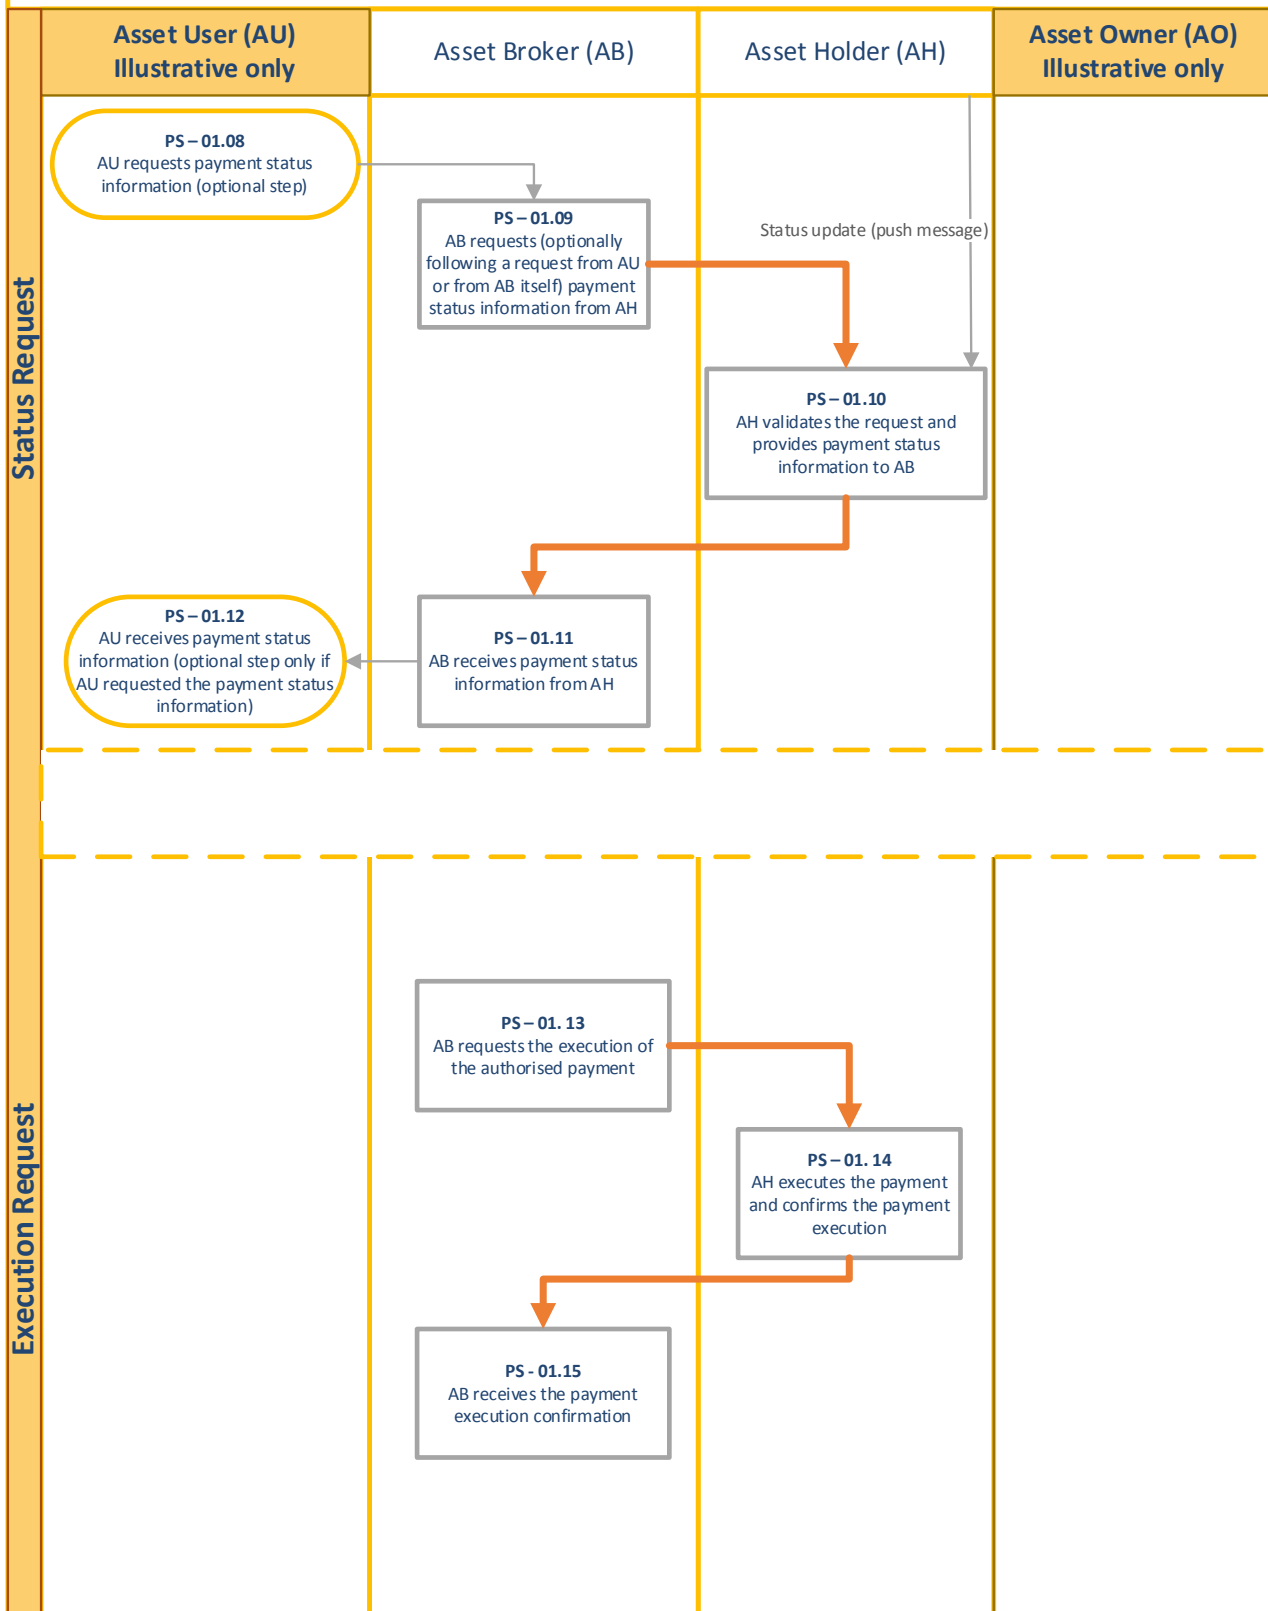 Asset User (AU)
Illustrative only
Asset Broker (AB)
Asset Holder (AH)
Asset Owner (AO)
Illustrative only
Status Request
PS – 01.08
AU requests payment status
information (optional step)
PS – 01.09
AB requests (optionally
following a request from AU
or from AB itself) payment
status information from AH
Status update (push message)
PS – 01.10
AH validates the request and
provides payment status
information to AB
PS – 01.11
AB receives payment status
information from AH
PS – 01.12
AU receives payment status
information (optional step only if
AU requested the payment status
information)
Execution Request
PS – 01. 13
AB requests the execution of
the authorised payment
PS – 01. 14
AH executes the payment
and confirms the payment
execution
PS - 01.15
AB receives the payment
execution confirmation